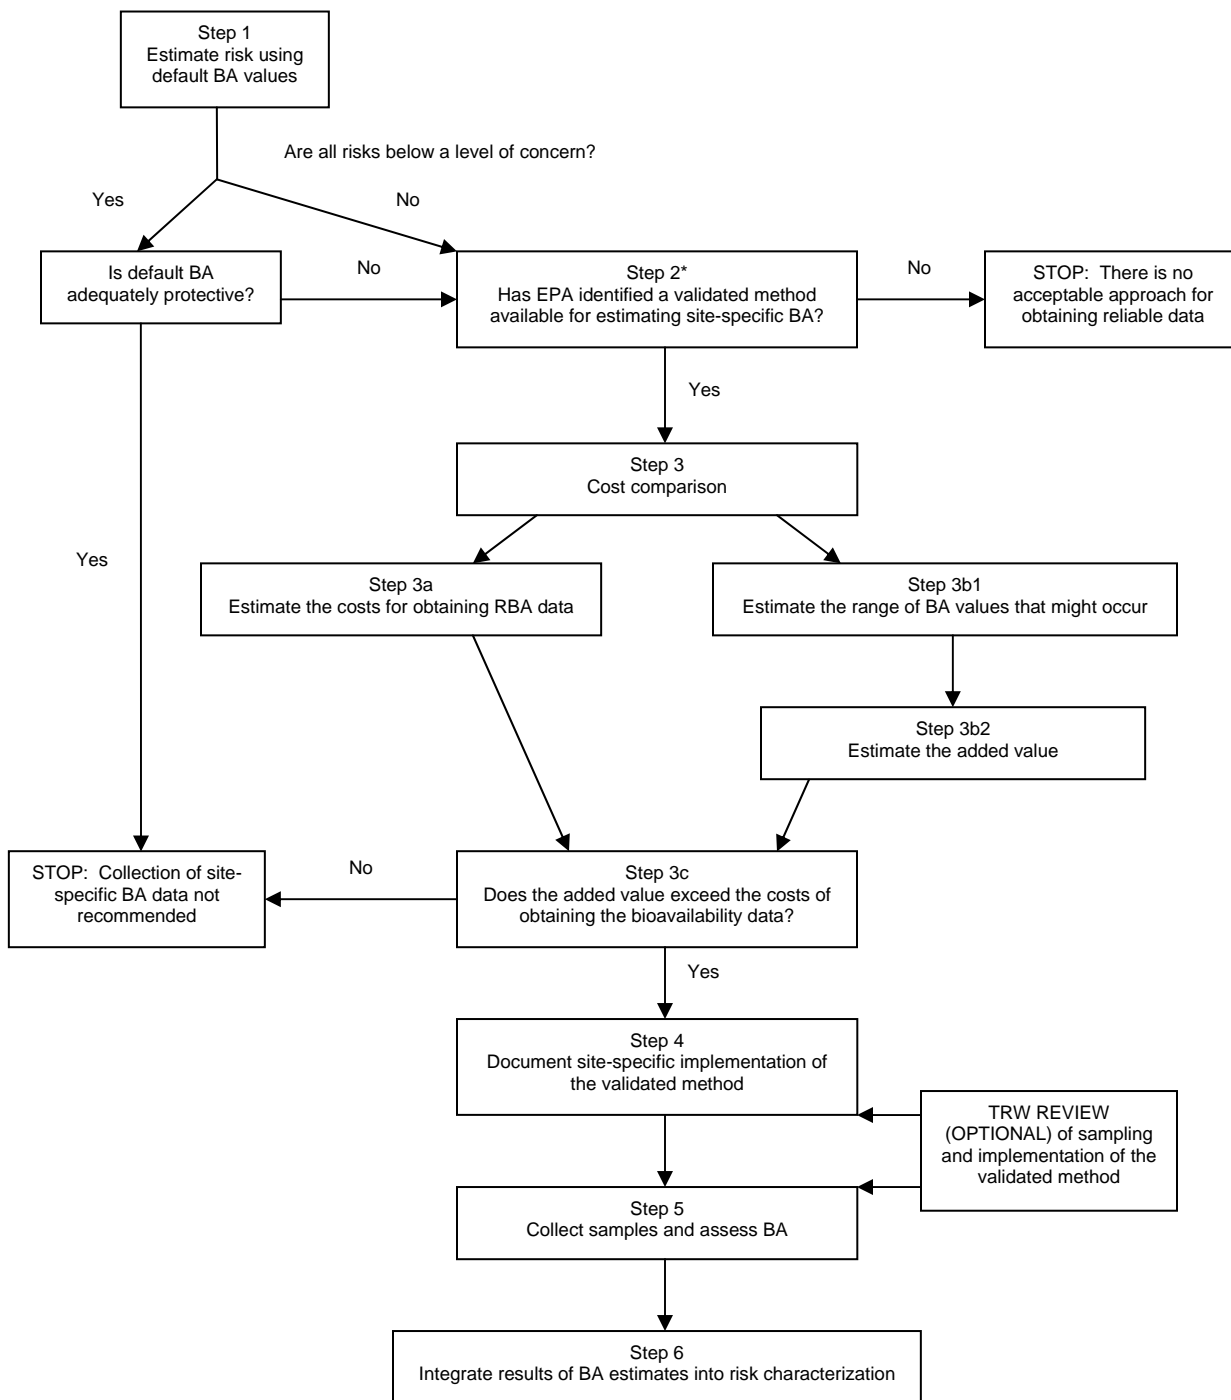 Step 1
Estimate risk using
default BA values
Are all risks below a level of concern?
Yes
No
Is default BA
adequately protective?
No
Step 2*
Has EPA identified a validated method
available for estimating site-specific BA?
No
STOP: There is no
acceptable approach for
obtaining reliable data
Yes
Step 3
Cost comparison
Yes
Step 3a
Estimate the costs for obtaining RBA data
Step 3b1
Estimate the range of BA values that might occur
Step 3b2
Estimate the added value
STOP: Collection of site-
specific BA data not
recommended
No
Step 3c
Does the added value exceed the costs of
obtaining the bioavailability data?
Yes
Step 4
Document site-specific implementation of
the validated method
TRW REVIEW
(OPTIONAL) of sampling
and implementation of the
validated method
Step 5
Collect samples and assess BA
Step 6
Integrate results of BA estimates into risk characterization